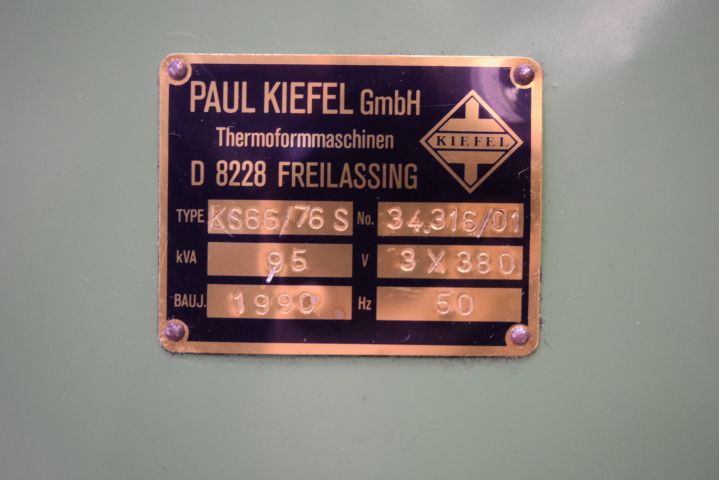 PAUL KIEFEL GmbH
Thermoformmaschinen
D 8228 FREILASSING
KIEFEL
TYPE KS66/76 S No. 34.316/01
kVA 95 V 3 X 380
BAUJ. 1990 Hz 50